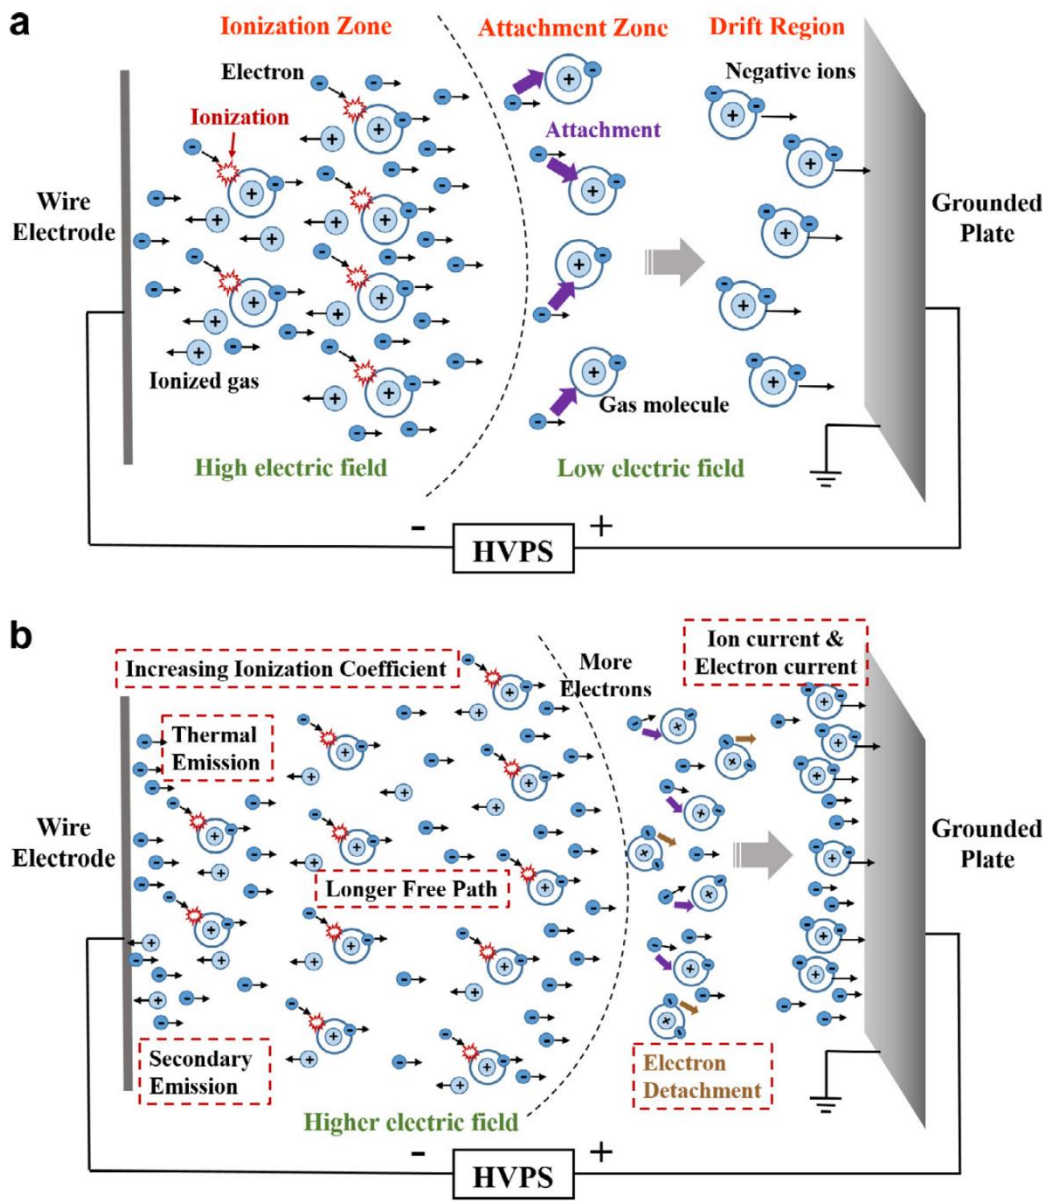 a
Ionization Zone
Attachment Zone
Drift Region
Electron
Negative ions
Ionization
Attachment
Wire
Electrode
Grounded
Plate
Ionized gas
Gas molecule
High electric field
Low electric field
-
HVPS
+
b
Increasing Ionization Coefficient
More
Electrons
Ion current &
Electron current
Thermal
Emission
Wire
Electrode
Longer Free Path
Grounded
Plate
Secondary
Emission
Electron
Detachment
Higher electric field
-
HVPS
+